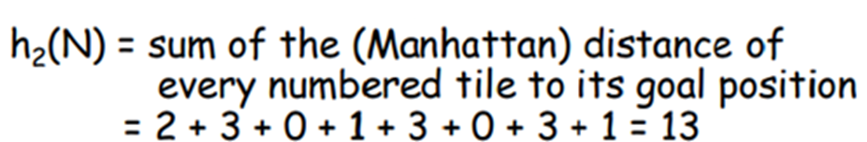 h₂(N) = sum of the (Manhattan) distance of
every numbered tile to its goal position
= 2 + 3 + 0 + 1 + 3 + 0 + 3 + 1 = 13